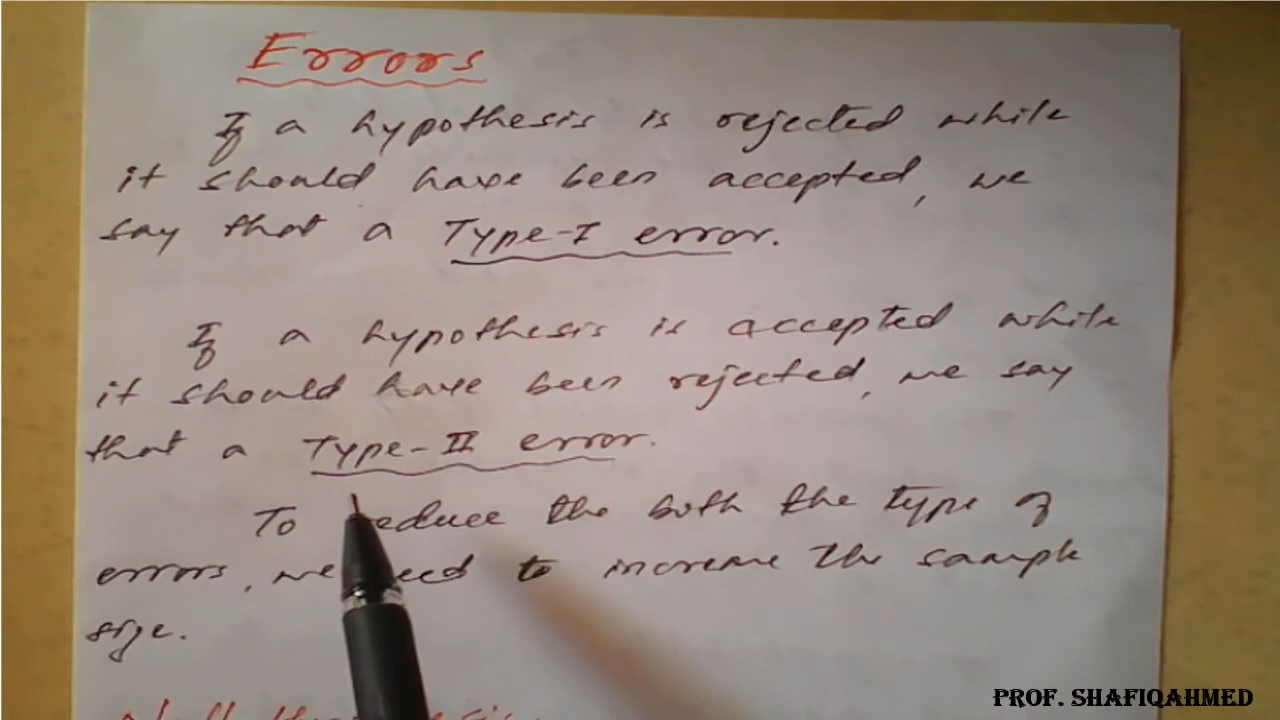 Errors
If a hypothesis is rejected while
it should have been accepted, we
say that a Type-I error.
If a hypothesis is accepted while
it should have been rejected, we say
that a Type-II error.
To reduce the both the type of
errors, we need to increase the sample
size.
PROF. SHAFIQAHMED